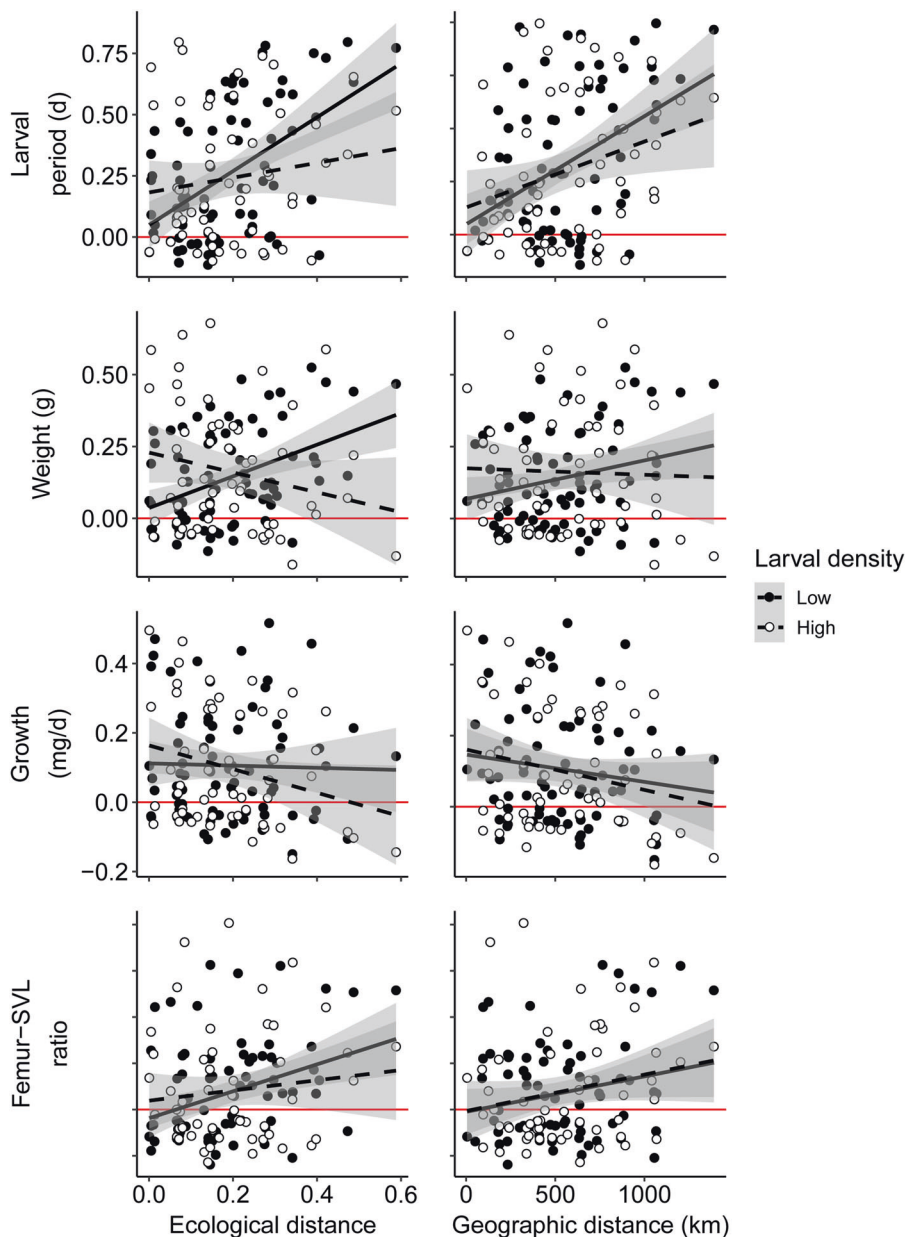 Larval
period (d)
0.75
0.50
0.25
0.00
Weight (g)
0.50
0.25
0.00
Growth
(mg/d)
0.4
0.2
0.0
−0.2
Femur−SVL
ratio
0.0
0.2
0.4
0.6
Ecological distance
0
500
1000
Geographic distance (km)
Larval density
Low
High